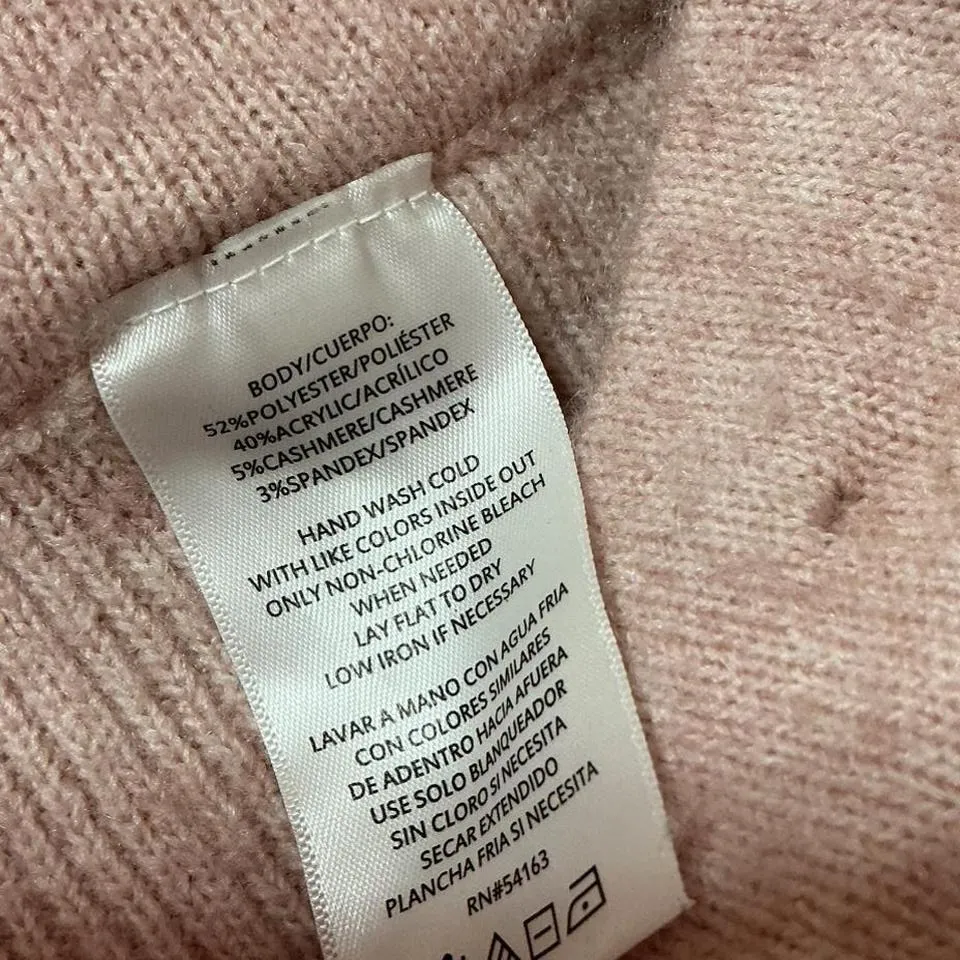 BODY/CUERPO:
52%POLYESTER/POLIÉSTER
40%ACRYLIC/ACRÍLICO
5%CASHMERE/CASHMERE
3%SPANDEX/SPANDEX
HAND WASH COLD
WITH LIKE COLORS INSIDE OUT
ONLY NON-CHLORINE BLEACH
WHEN NEEDED
LAY FLAT TO DRY
LOW IRON IF NECESSARY
LAVAR A MANO CON AGUA FRIA
CON COLORES SIMILARES
DE ADENTRO HACIA AFUERA
USE SOLO BLANQUEADOR
SIN CLORO SI NECESITA
SECAR EXTENDIDO
PLANCHA FRIA SI NECESITA
RN#54163